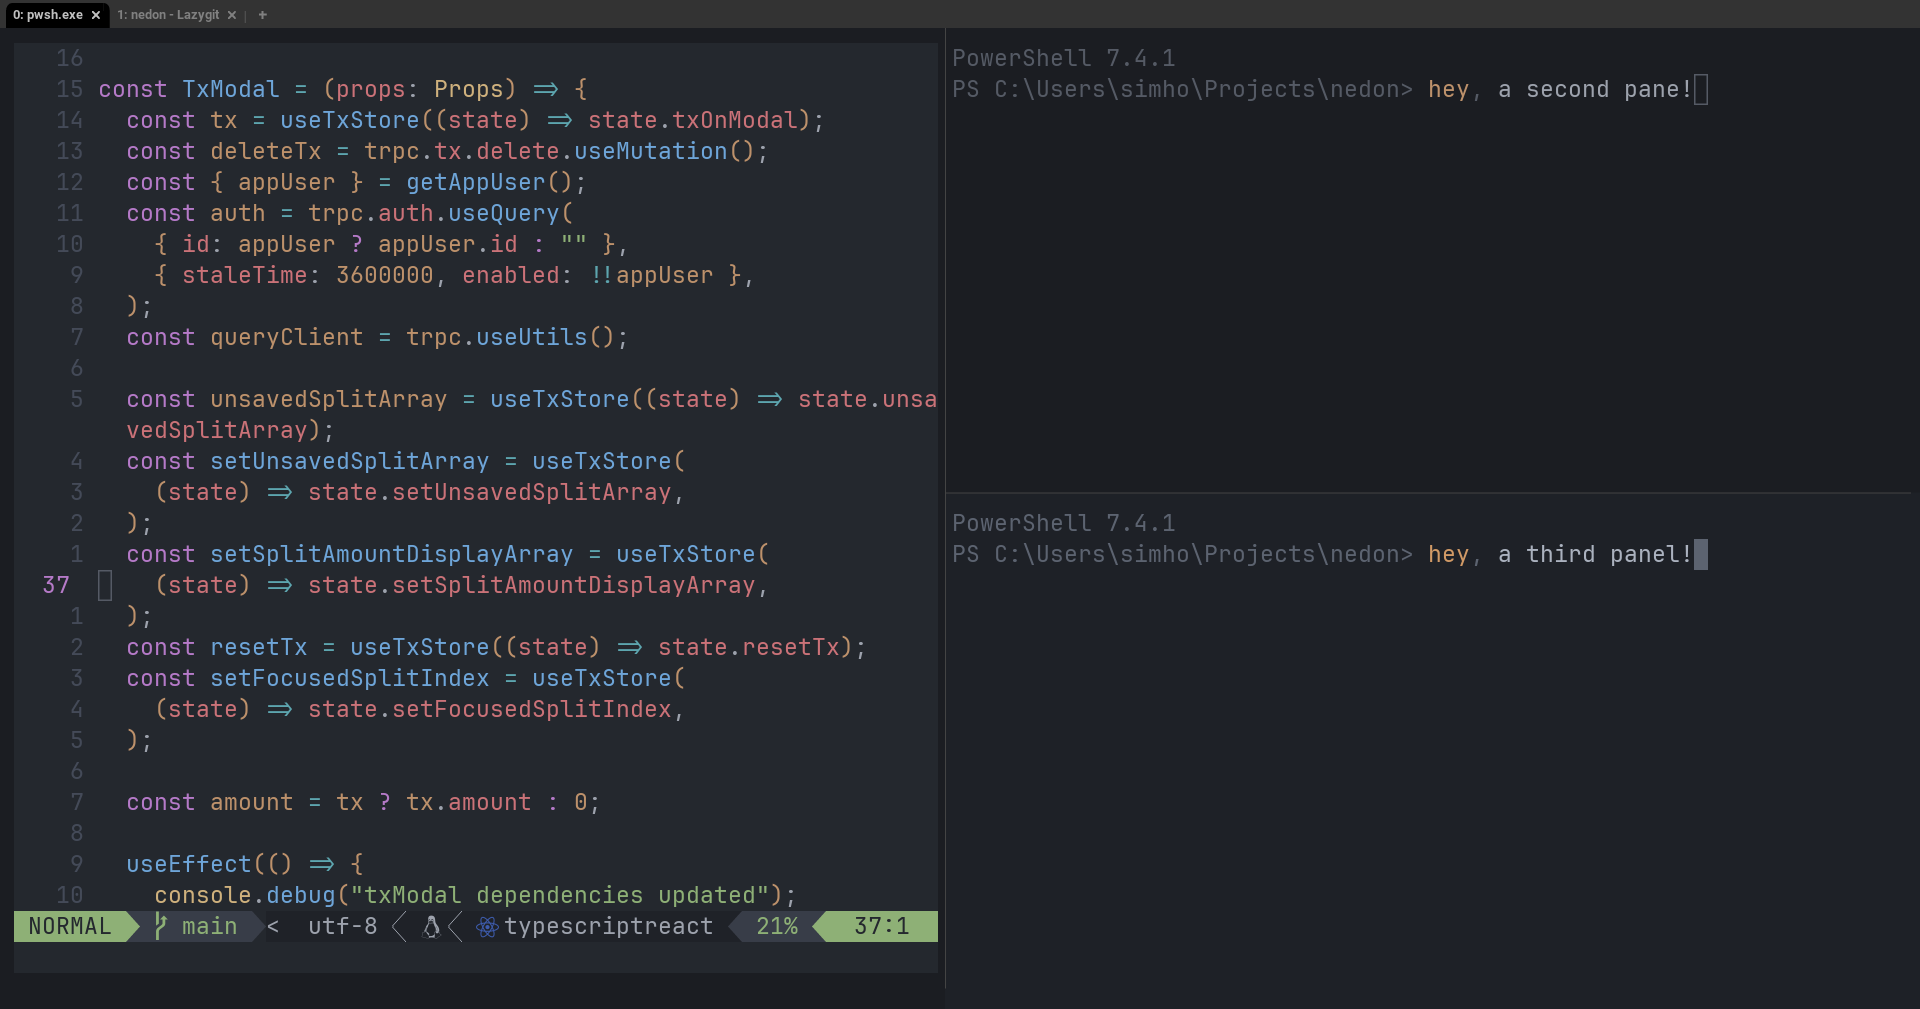 0: pwsh.exe × 1: nedon - Lazygit × +
16
15 const TxModal = (props: Props) => {
14 const tx = useTxStore((state) => state.txOnModal);
13 const deleteTx = trpc.tx.delete.useMutation();
12 const { appUser } = getAppUser();
11 const auth = trpc.auth.useQuery(
10 { id: appUser ? appUser.id : "" },
9 { staleTime: 3600000, enabled: !!appUser },
8 );
7 const queryClient = trpc.useUtils();
6
5 const unsavedSplitArray = useTxStore((state) => state.unsa
vedSplitArray);
4 const setUnsavedSplitArray = useTxStore(
3 (state) => state.setUnsavedSplitArray,
2 );
1 const setSplitAmountDisplayArray = useTxStore(
37 (state) => state.setSplitAmountDisplayArray,
1 );
2 const resetTx = useTxStore((state) => state.resetTx);
3 const setFocusedSplitIndex = useTxStore(
4 (state) => state.setFocusedSplitIndex,
5 );
6
7 const amount = tx ? tx.amount : 0;
8
9 useEffect(() => {
10 console.debug("txModal dependencies updated");
NORMAL main < utf-8 typescriptreact 21% 37:1
PowerShell 7.4.1
PS C:\Users\simho\Projects\nedon> hey, a second pane!
PowerShell 7.4.1
PS C:\Users\simho\Projects\nedon> hey, a third panel!